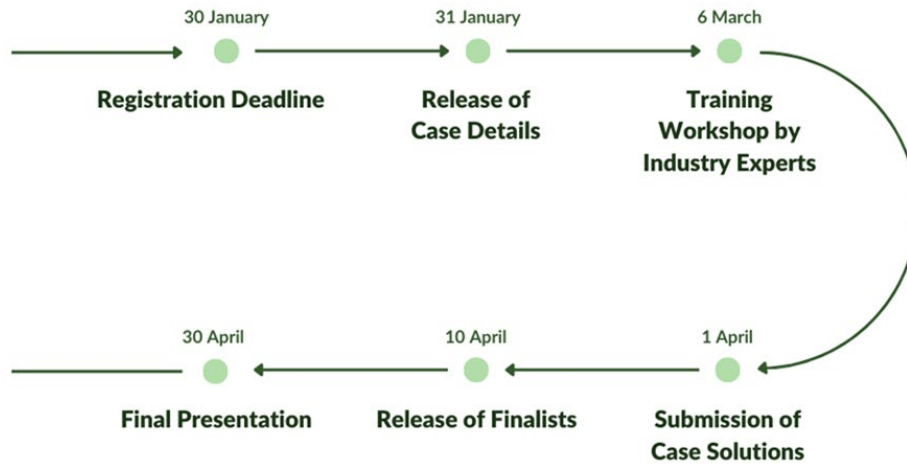 30 January
Registration Deadline
31 January
Release of
Case Details
6 March
Training
Workshop by
Industry Experts
30 April
Final Presentation
10 April
Release of Finalists
1 April
Submission of
Case Solutions